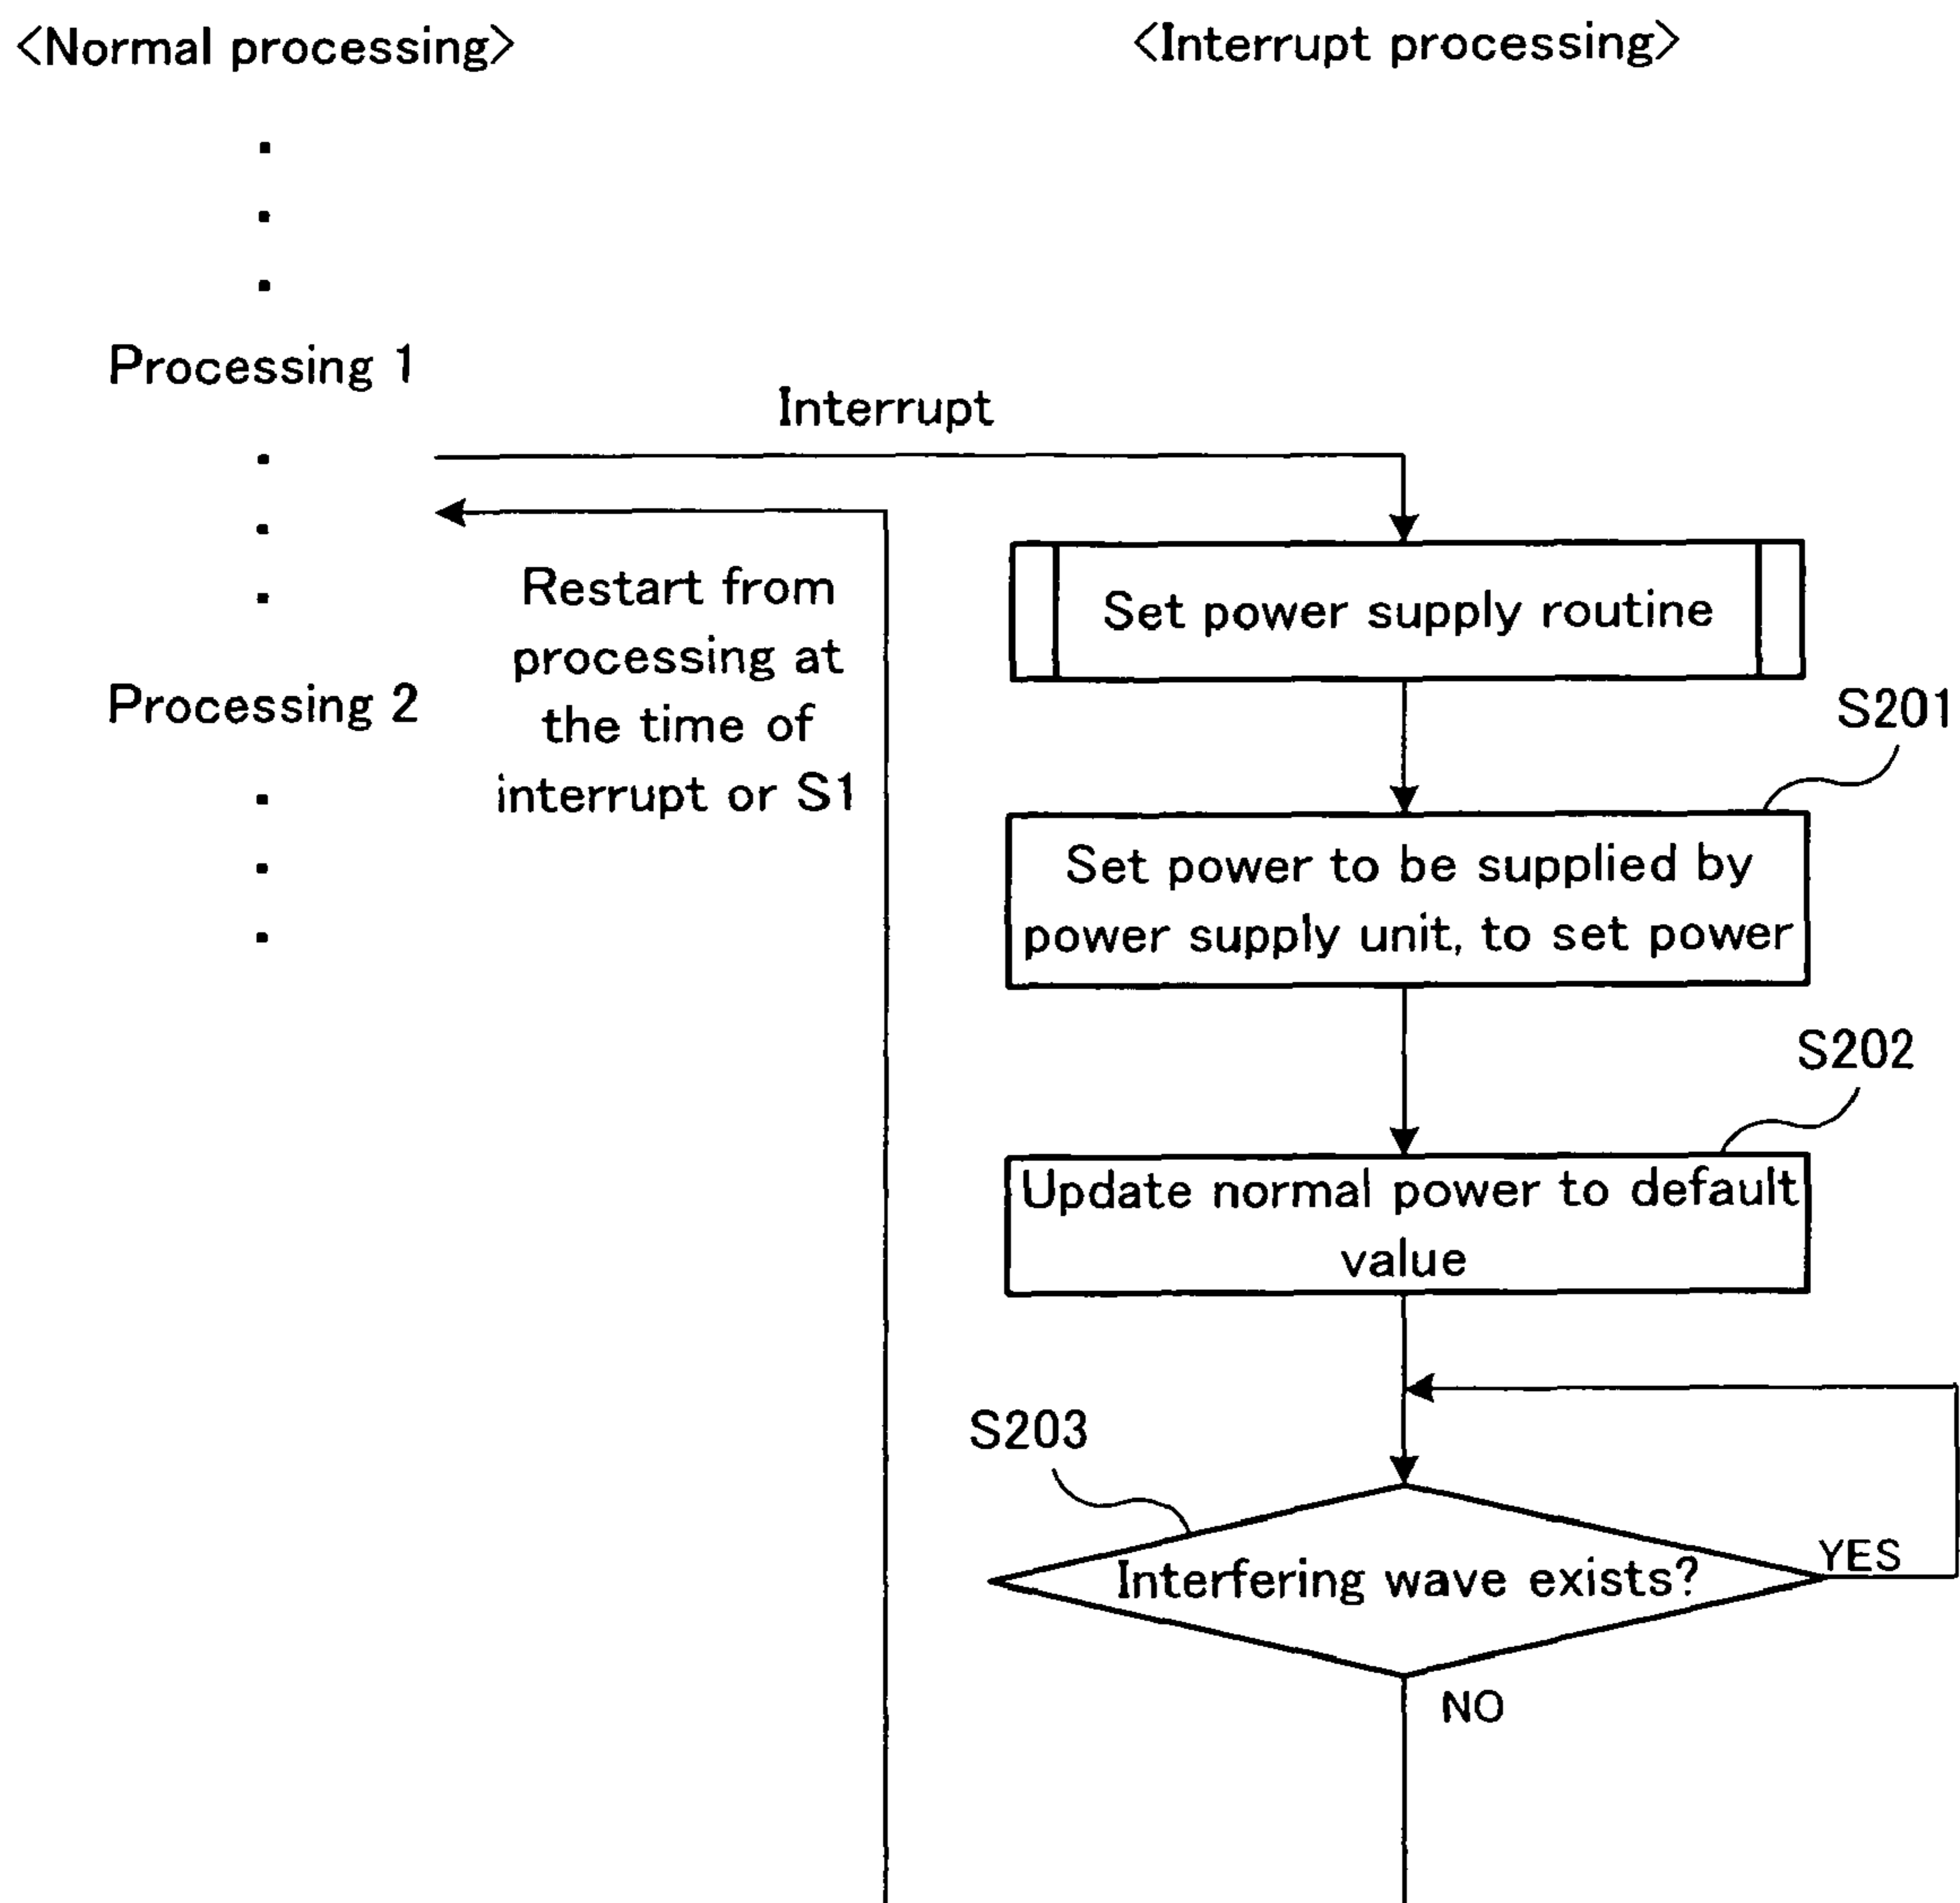 <Normal processing>
<Interrupt processing>
Processing 1
Interrupt
Restart from
processing at
the time of
interrupt or S1
Processing 2
Set power supply routine
S201
Set power to be supplied by
power supply unit, to set power
S202
Update normal power to default
value
S203
Interfering wave exists?
YES
NO